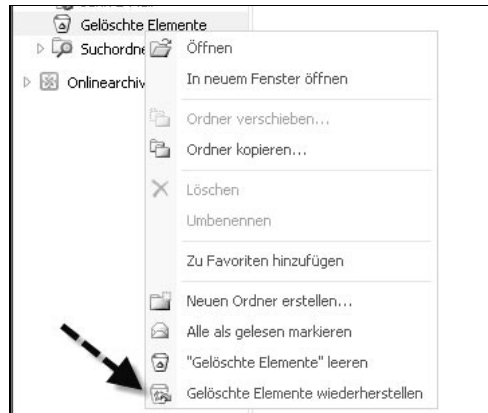 Gelöschte Elemente
Suchordne
Onlinearchiv
Öffnen
In neuem Fenster öffnen
Ordner verschieben...
Ordner kopieren...
Löschen
Umbenennen
Zu Favoriten hinzufügen
Neuen Ordner erstellen...
Alle als gelesen markieren
"Gelöschte Elemente" leeren
Gelöschte Elemente wiederherstellen